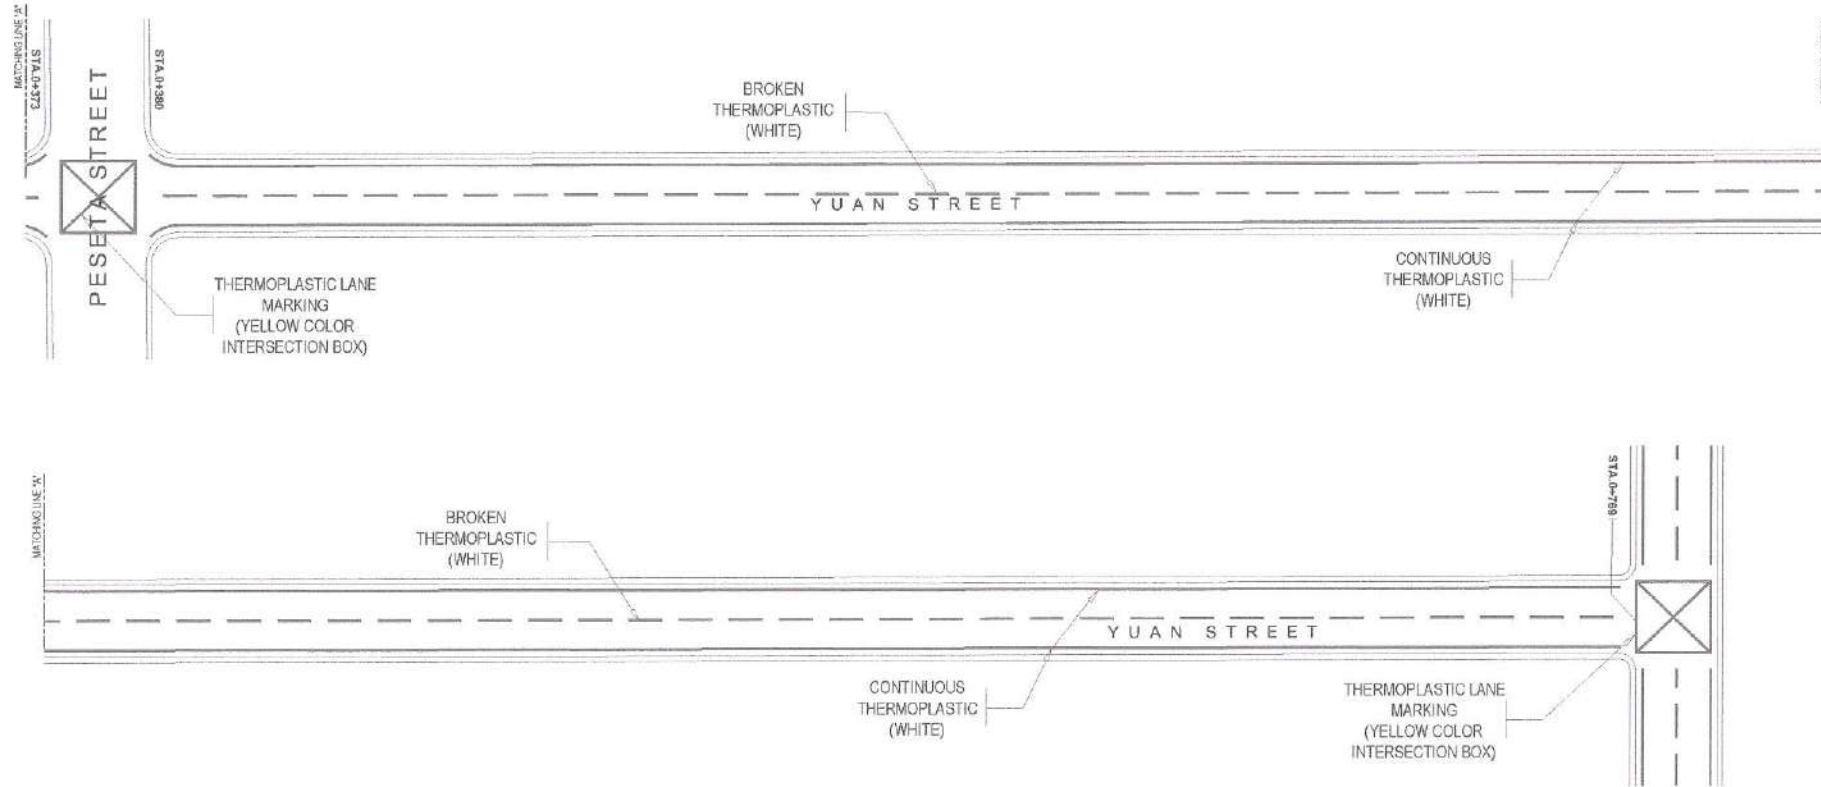 MATCHING LINE "A"
STA.0+373
PESETA STREET
STA.0+380
BROKEN
THERMOPLASTIC
(WHITE)
YUAN STREET
CONTINUOUS
THERMOPLASTIC
(WHITE)
THERMOPLASTIC LANE
MARKING
(YELLOW COLOR
INTERSECTION BOX)
MATCHING LINE "A"
BROKEN
THERMOPLASTIC
(WHITE)
STA.0+769
YUAN STREET
CONTINUOUS
THERMOPLASTIC
(WHITE)
THERMOPLASTIC LANE
MARKING
(YELLOW COLOR
INTERSECTION BOX)